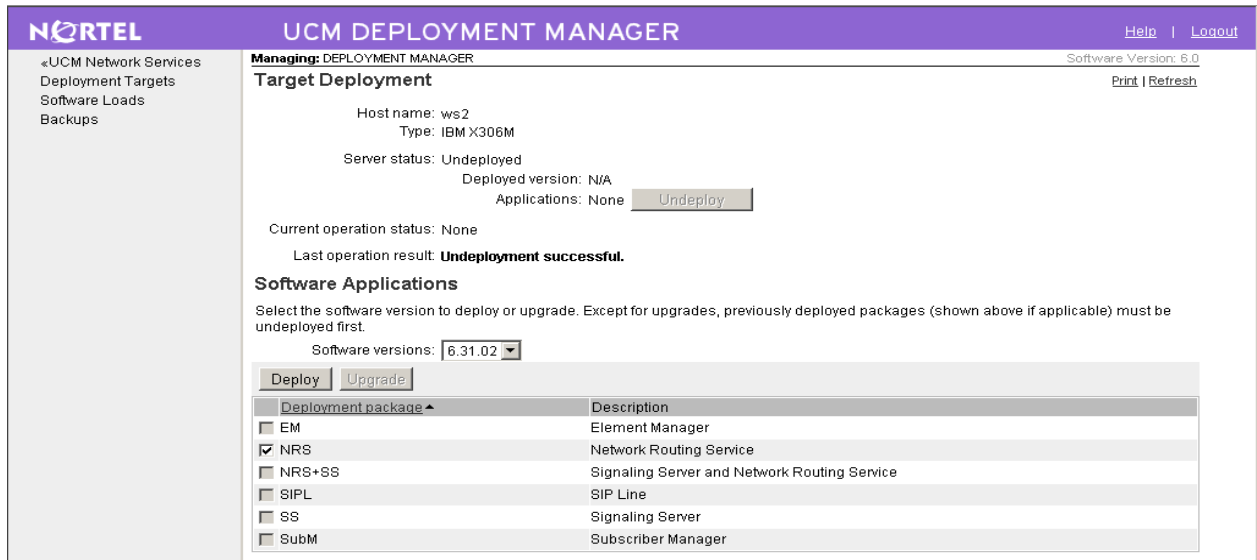 NORTEL UCM DEPLOYMENT MANAGER Help | Logout
«UCM Network Services
Deployment Targets
Software Loads
Backups
Managing: DEPLOYMENT MANAGER Software Version: 6.0
Target Deployment Print | Refresh
Host name: ws2
Type: IBM X306M
Server status: Undeployed
Deployed version: N/A
Applications: None Undeploy
Current operation status: None
Last operation result: Undeployment successful.
Software Applications
Select the software version to deploy or upgrade. Except for upgrades, previously deployed packages (shown above if applicable) must be
undeployed first.
Software versions: 6.31.02
Deploy Upgrade
Deployment package Description
EM Element Manager
NRS Network Routing Service
NRS+SS Signaling Server and Network Routing Service
SIPL SIP Line
SS Signaling Server
SubM Subscriber Manager